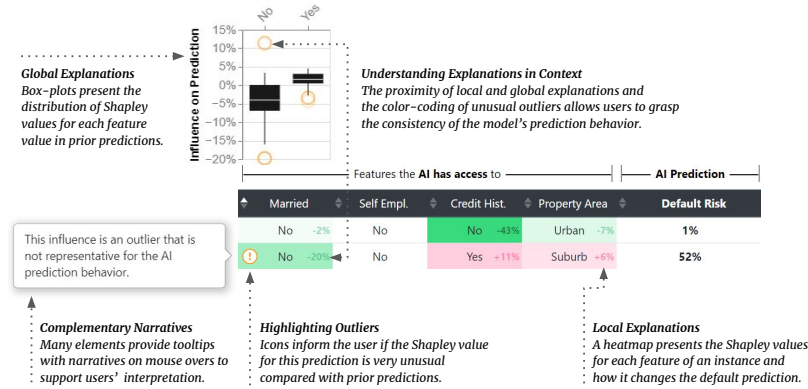 No
Yes
15%
10%
5%
0%
−5%
−10%
−15%
−20%
Influence on Prediction
Global Explanations
Box-plots present the
distribution of Shapley
values for each feature
value in prior predictions.
Understanding Explanations in Context
The proximity of local and global explanations and
the color-coding of unusual outliers allows users to grasp
the consistency of the model's prediction behavior.
Features the AI has access to
AI Prediction
Married Self Empl. Credit Hist. Property Area Default Risk
No -2% No No -43% Urban -7% 1%
No -20% No Yes +11% Suburb +6% 52%
This influence is an outlier that is
not representative for the AI
prediction behavior.
Complementary Narratives
Many elements provide tooltips
with narratives on mouse overs to
support users' interpretation.
Highlighting Outliers
Icons inform the user if the Shapley value
for this prediction is very unusual
compared with prior predictions.
Local Explanations
A heatmap presents the Shapley values
for each feature of an instance and
how it changes the default prediction.